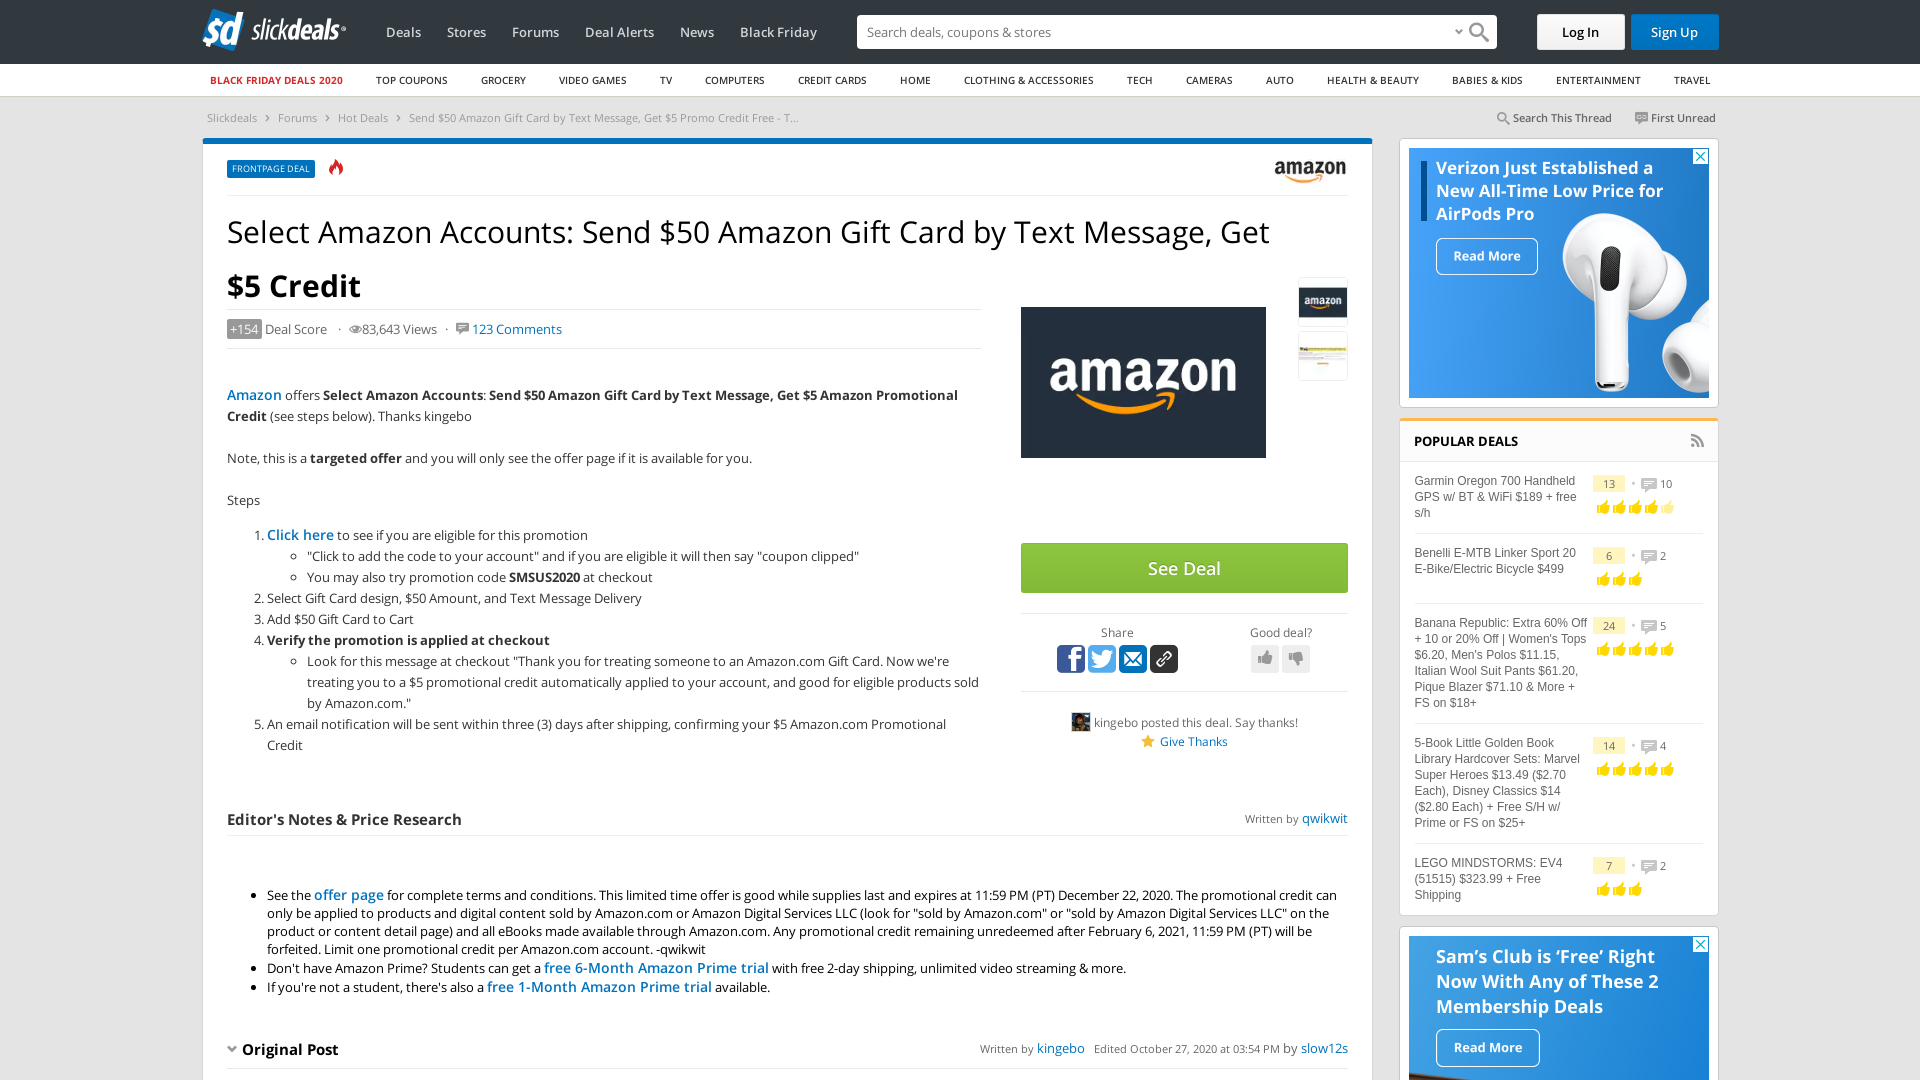 slickdeals
Deals
Stores
Forums
Deal Alerts
News
Black Friday
Search deals, coupons & stores
Log In
Sign Up
BLACK FRIDAY DEALS 2020
TOP COUPONS
GROCERY
VIDEO GAMES
TV
COMPUTERS
CREDIT CARDS
HOME
CLOTHING & ACCESSORIES
TECH
CAMERAS
AUTO
HEALTH & BEAUTY
BABIES & KIDS
ENTERTAINMENT
TRAVEL
Slickdeals › Forums › Hot Deals › Send $50 Amazon Gift Card by Text Message, Get $5 Promo Credit Free - T...
Search This Thread
First Unread
FRONTPAGE DEAL
amazon
Select Amazon Accounts: Send $50 Amazon Gift Card by Text Message, Get
$5 Credit
+154 Deal Score · 83,643 Views · 123 Comments
Amazon offers Select Amazon Accounts: Send $50 Amazon Gift Card by Text Message, Get $5 Amazon Promotional
Credit (see steps below). Thanks kingebo
Note, this is a targeted offer and you will only see the offer page if it is available for you.
Steps
1. Click here to see if you are eligible for this promotion
"Click to add the code to your account" and if you are eligible it will then say "coupon clipped"
You may also try promotion code SMSUS2020 at checkout
2. Select Gift Card design, $50 Amount, and Text Message Delivery
3. Add $50 Gift Card to Cart
4. Verify the promotion is applied at checkout
Look for this message at checkout "Thank you for treating someone to an Amazon.com Gift Card. Now we're
treating you to a $5 promotional credit automatically applied to your account, and good for eligible products sold
by Amazon.com."
5. An email notification will be sent within three (3) days after shipping, confirming your $5 Amazon.com Promotional
Credit
amazon
amazon
See Deal
Share
Good deal?
kingebo posted this deal. Say thanks!
Give Thanks
Editor's Notes & Price Research
Written by qwikwit
See the offer page for complete terms and conditions. This limited time offer is good while supplies last and expires at 11:59 PM (PT) December 22, 2020. The promotional credit can
only be applied to products and digital content sold by Amazon.com or Amazon Digital Services LLC (look for "sold by Amazon.com" or "sold by Amazon Digital Services LLC" on the
product or content detail page) and all eBooks made available through Amazon.com. Any promotional credit remaining unredeemed after February 6, 2021, 11:59 PM (PT) will be
forfeited. Limit one promotional credit per Amazon.com account. -qwikwit
Don't have Amazon Prime? Students can get a free 6-Month Amazon Prime trial with free 2-day shipping, unlimited video streaming & more.
If you're not a student, there's also a free 1-Month Amazon Prime trial available.
Original Post
Written by kingebo Edited October 27, 2020 at 03:54 PM by slow12s
Verizon Just Established a
New All-Time Low Price for
AirPods Pro
Read More
POPULAR DEALS
Garmin Oregon 700 Handheld
GPS w/ BT & WiFi $189 + free
s/h
13 • 10
Benelli E-MTB Linker Sport 20
E-Bike/Electric Bicycle $499
6 • 2
Banana Republic: Extra 60% Off
+ 10 or 20% Off | Women's Tops
$6.20, Men's Polos $11.15,
Italian Wool Suit Pants $61.20,
Pique Blazer $71.10 & More +
FS on $18+
24 • 5
5-Book Little Golden Book
Library Hardcover Sets: Marvel
Super Heroes $13.49 ($2.70
Each), Disney Classics $14
($2.80 Each) + Free S/H w/
Prime or FS on $25+
14 • 4
LEGO MINDSTORMS: EV4
(51515) $323.99 + Free
Shipping
7 • 2
Sam's Club is ‘Free’ Right
Now With Any of These 2
Membership Deals
Read More